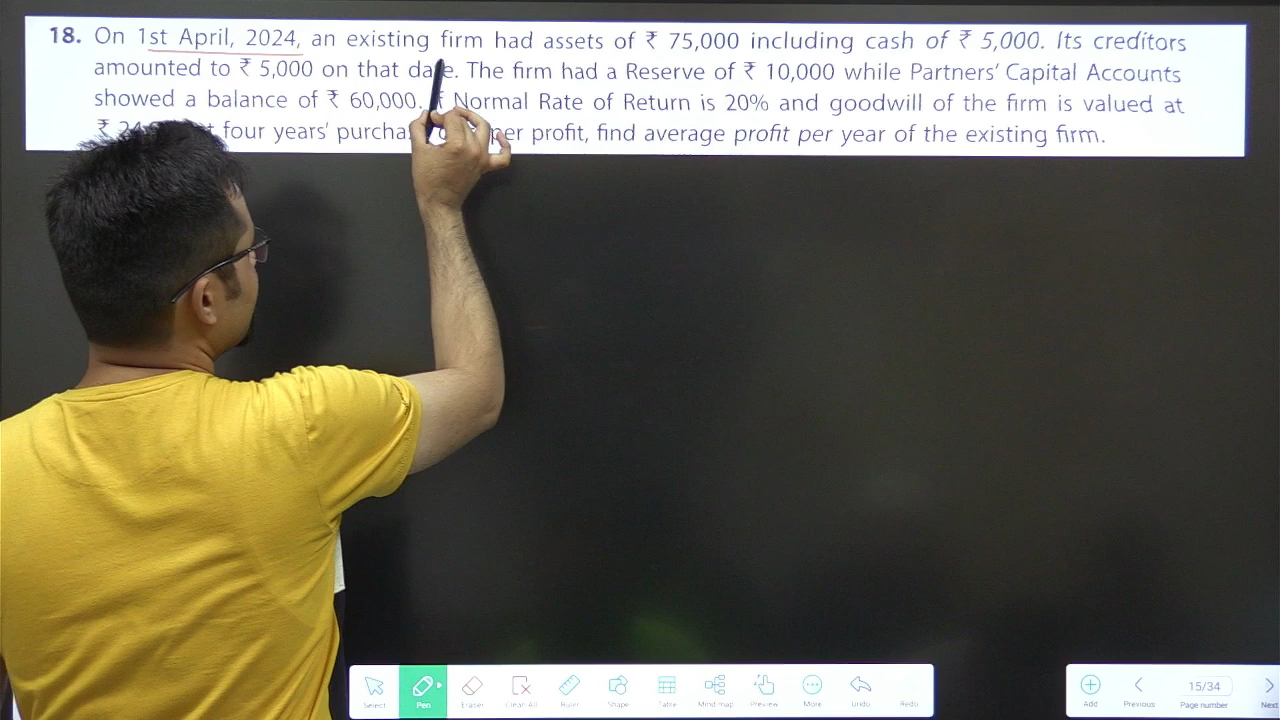 18. On 1st April, 2024, an existing firm had assets of ₹ 75,000 including cash of ₹ 5,000. Its creditors
amounted to ₹ 5,000 on that date. The firm had a Reserve of ₹ 10,000 while Partners' Capital Accounts
showed a balance of ₹ 60,000. If Normal Rate of Return is 20% and goodwill of the firm is valued at
₹ four years' purchase profit, find average profit per year of the existing firm.
Select Pen Eraser Clean All Ruler Shape Table Mind map Preview More Undo Redo
Add Previous 15/34 Page number Next